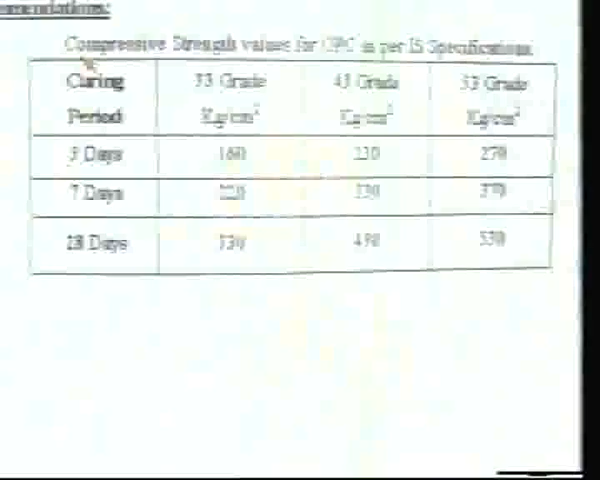 Compressive Strength values for OPC as per IS Specifications
Curing Period 33 Grade Kg/cm² 43 Grade Kg/cm² 53 Grade Kg/cm²
3 Days 160 230 270
7 Days 220 330 370
28 Days 330 430 530